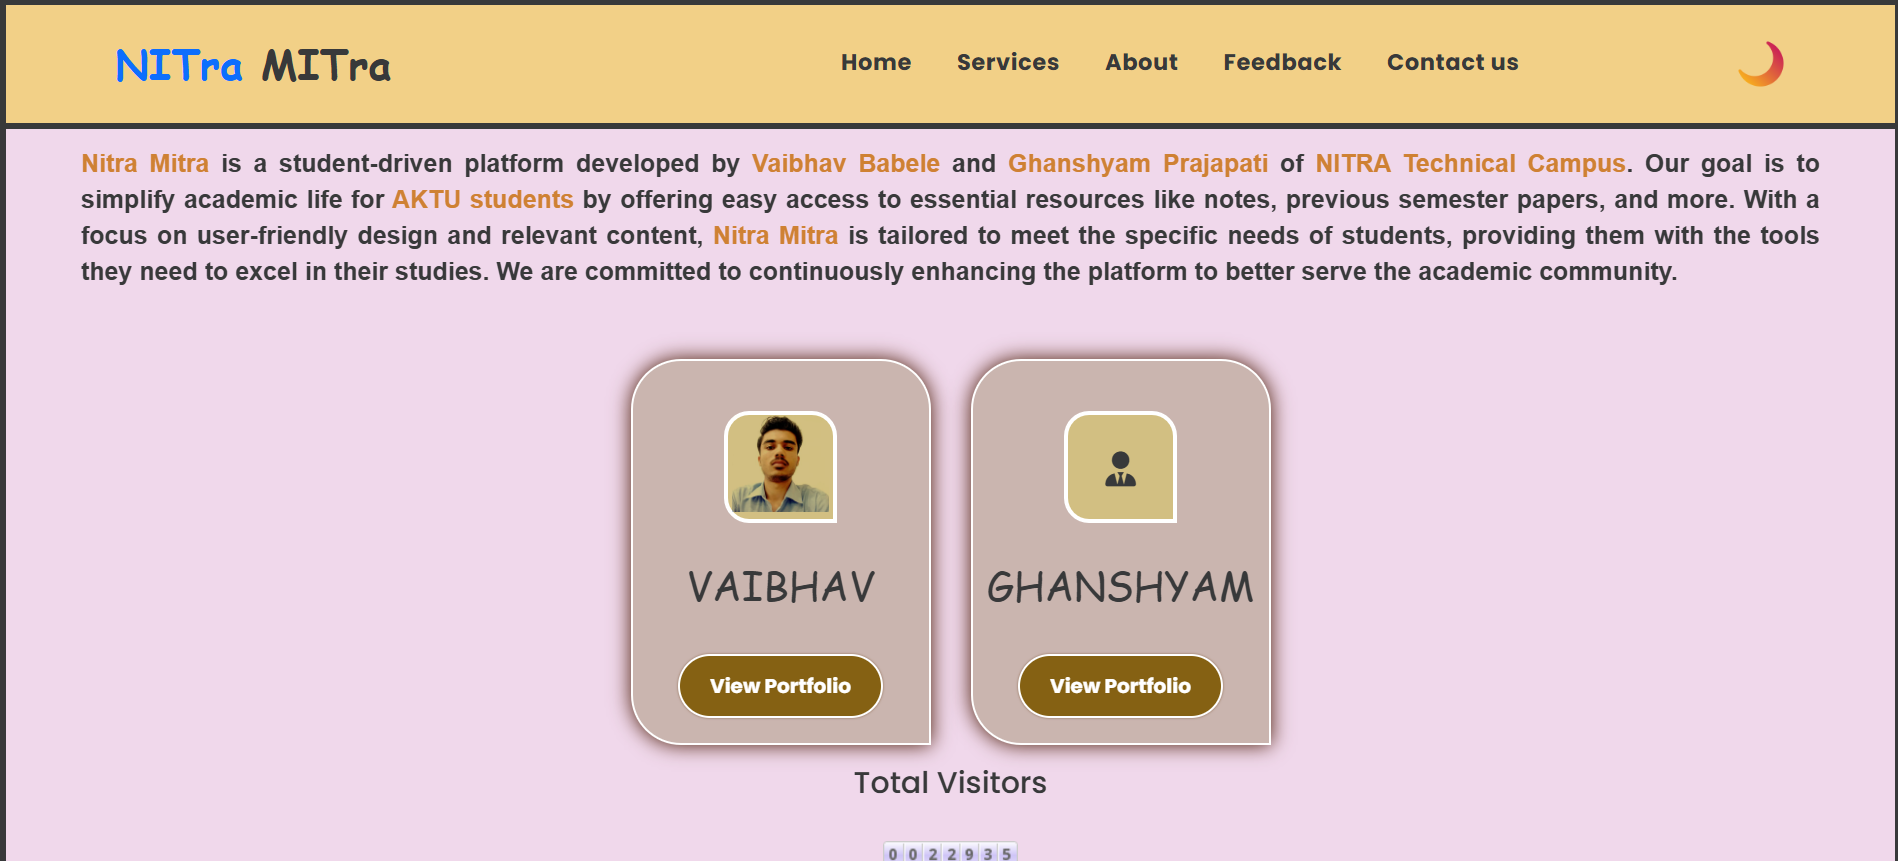 NITra MITra
Home Services About Feedback Contact us
Nitra Mitra is a student-driven platform developed by Vaibhav Babele and Ghanshyam Prajapati of NITRA Technical Campus. Our goal is to
simplify academic life for AKTU students by offering easy access to essential resources like notes, previous semester papers, and more. With a
focus on user-friendly design and relevant content, Nitra Mitra is tailored to meet the specific needs of students, providing them with the tools
they need to excel in their studies. We are committed to continuously enhancing the platform to better serve the academic community.
VAIBHAV
GHANSHYAM
View Portfolio
View Portfolio
Total Visitors
0022935